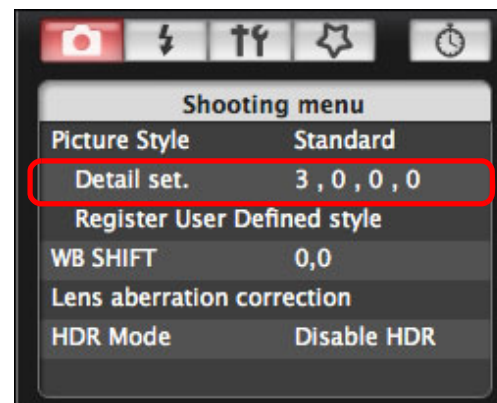 Shooting menu
Picture Style Standard
Detail set. 3 , 0 , 0 , 0
Register User Defined style
WB SHIFT 0,0
Lens aberration correction
HDR Mode Disable HDR